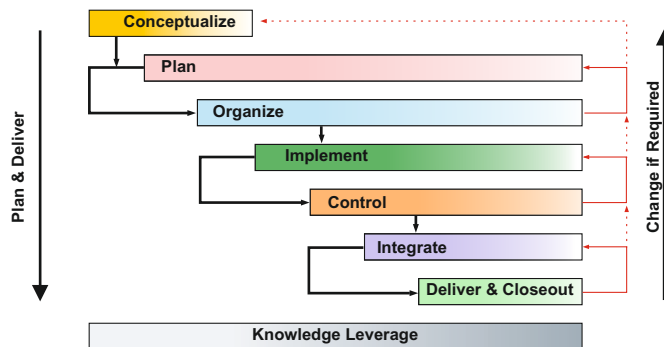 Conceptualize
Plan
Organize
Implement
Control
Integrate
Deliver & Closeout
Knowledge Leverage
Plan & Deliver
Change if Required